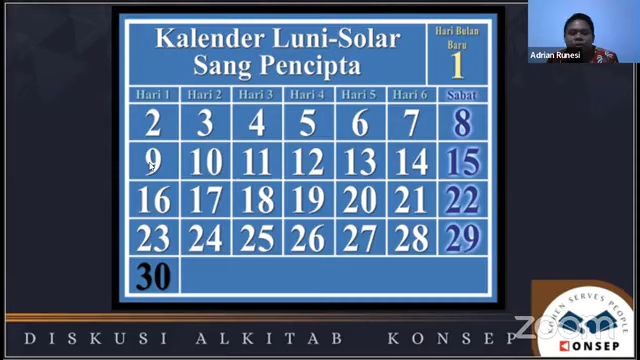 Kalender Luni-Solar
Sang Pencipta
Hari Bulan
Baru
1
Hari 1 Hari 2 Hari 3 Hari 4 Hari 5 Hari 6 Sabat
2 3 4 5 6 7 8
9 10 11 12 13 14 15
16 17 18 19 20 21 22
23 24 25 26 27 28 29
30
Adrian Runesi
DISKUSI ALKITAB KONSEP
SERVES PEOPLE
zoom
KONSEP